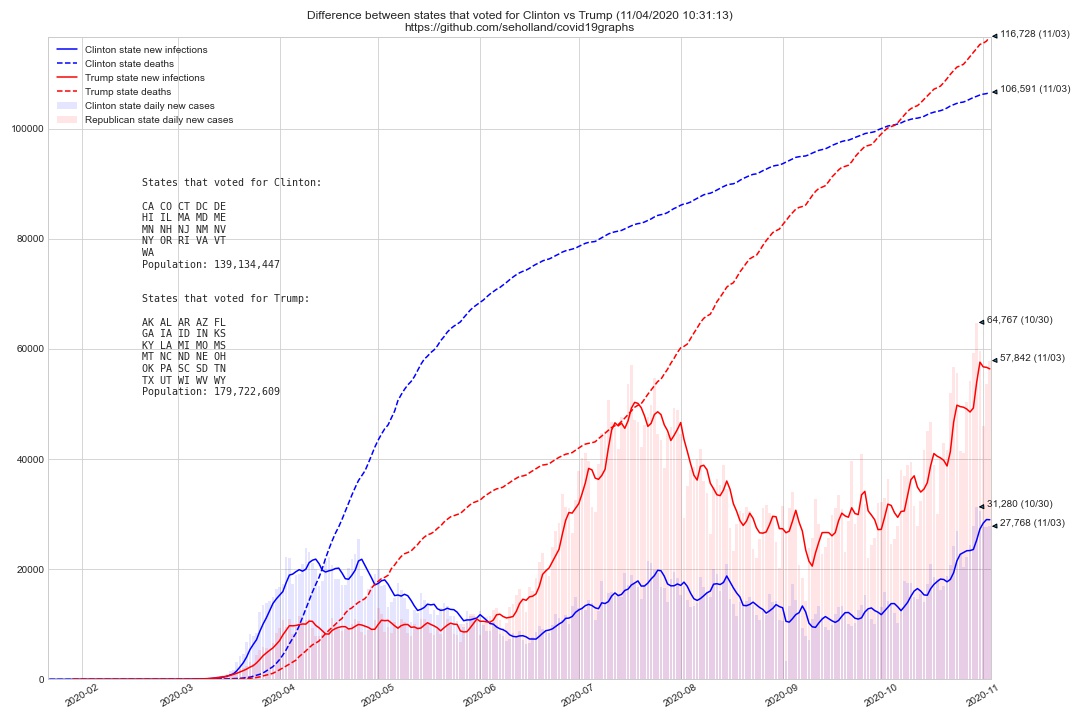 Difference between states that voted for Clinton vs Trump (11/04/2020 10:31:13)
https://github.com/seholland/covid19graphs
Clinton state new infections
Clinton state deaths
Trump state new infections
Trump state deaths
Clinton state daily new cases
Republican state daily new cases
States that voted for Clinton:
CA CO CT DC DE
HI IL MA MD ME
MN NH NJ NM NV
NY OR RI VA VT
WA
Population: 139,134,447
States that voted for Trump:
AK AL AR AZ FL
GA IA ID IN KS
KY LA MI MO MS
MT NC ND NE OH
OK PA SC SD TN
TX UT WI WV WY
Population: 179,722,609
116,728 (11/03)
106,591 (11/03)
64,767 (10/30)
57,842 (11/03)
31,280 (10/30)
27,768 (11/03)
100000
80000
60000
40000
20000
0
2020-02
2020-03
2020-04
2020-05
2020-06
2020-07
2020-08
2020-09
2020-10
2020-11